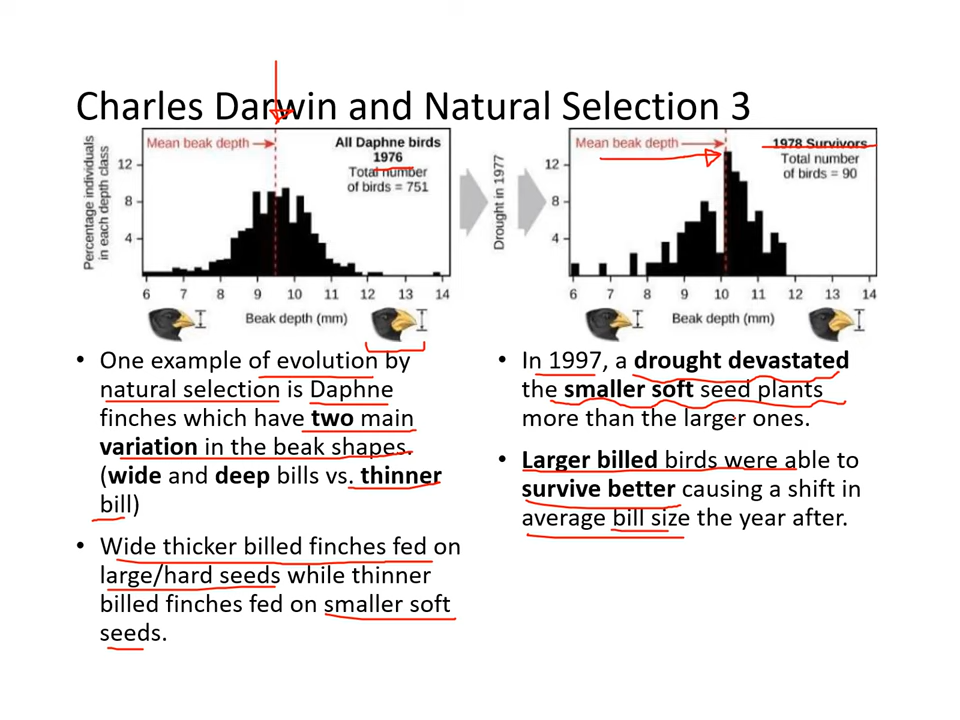 Charles Darwin and Natural Selection 3
Percentage individuals
in each depth class
12
8
4
Mean beak depth
All Daphne birds
1976
Total number
of birds = 751
6 7 8 9 10 11 12 13 14
Beak depth (mm)
Drought in 1977
12
8
4
Mean beak depth
1978 Survivors
Total number
of birds = 90
6 7 8 9 10 11 12 13 14
Beak depth (mm)
• One example of evolution by
natural selection is Daphne
finches which have two main
variation in the beak shapes.
(wide and deep bills vs. thinner
bill)
• Wide thicker billed finches fed on
large/hard seeds while thinner
billed finches fed on smaller soft
seeds.
• In 1997, a drought devastated
the smaller soft seed plants
more than the larger ones.
• Larger billed birds were able to
survive better causing a shift in
average bill size the year after.